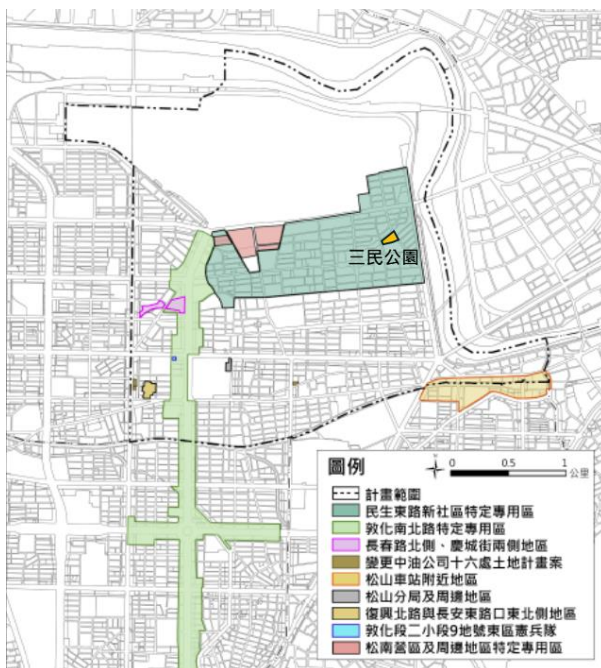 三民公園
圖例
0 0.5 1
公里
計畫範圍
民生東路新社區特定專用區
敦化南北路特定專用區
長春路北側、慶城街兩側地區
變更中油公司十六處土地計畫案
松山車站附近地區
松山分局及周邊地區
復興北路與長安東路口東北側地區
敦化段二小段9地號東區憲兵隊
松南營區及周邊地區特定專用區